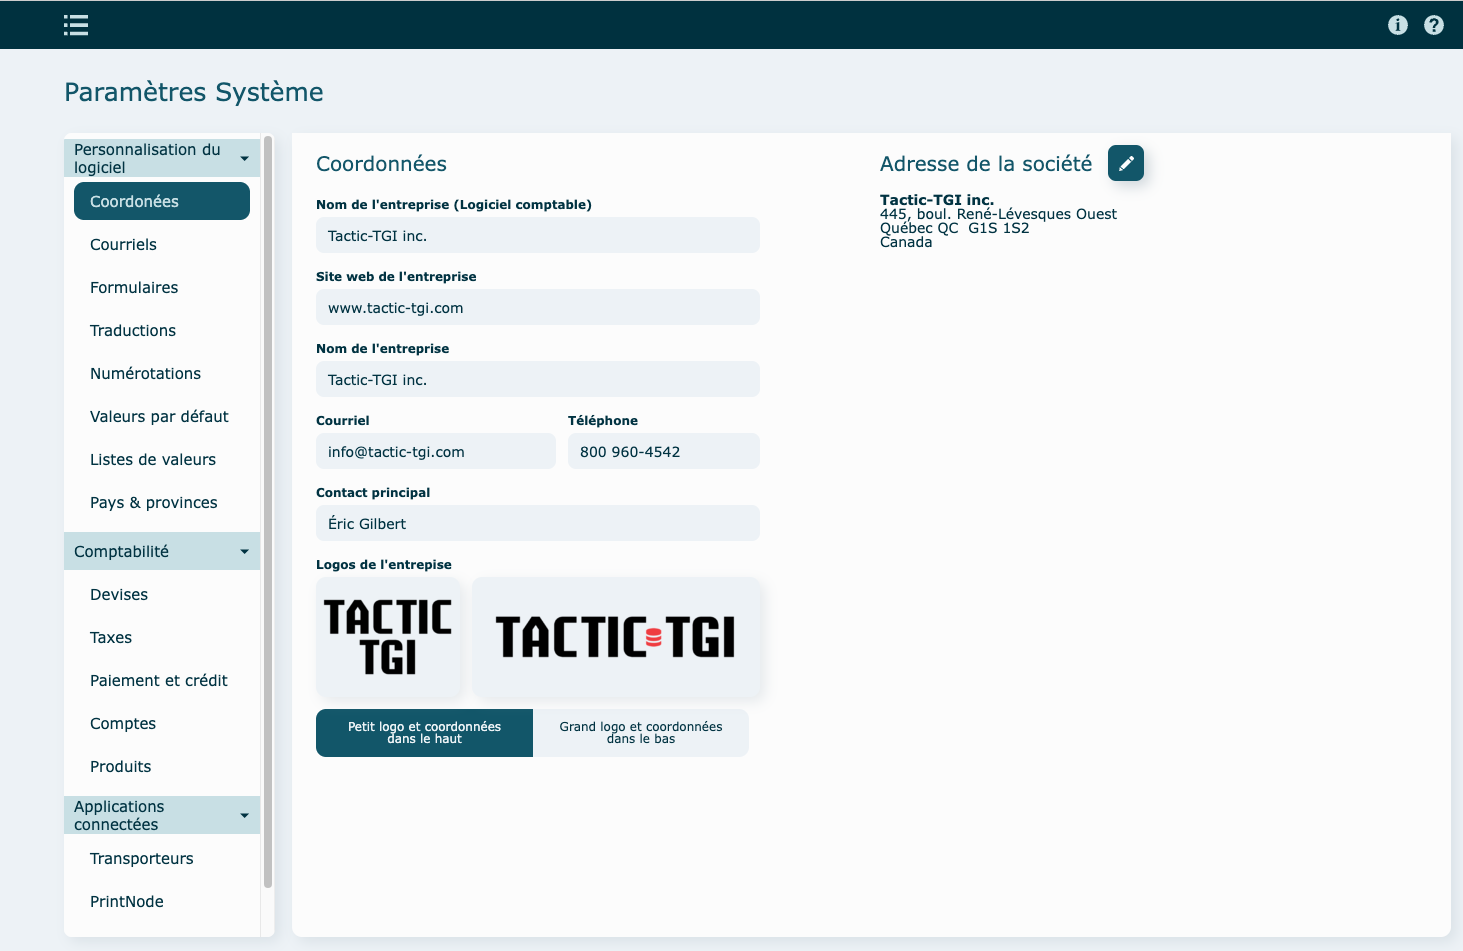 Paramètres Système
Personnalisation du
logiciel
Coordonées
Courriels
Formulaires
Traductions
Numérotations
Valeurs par défaut
Listes de valeurs
Pays & provinces
Comptabilité
Devises
Taxes
Paiement et crédit
Comptes
Produits
Applications
connectées
Transporteurs
PrintNode
Coordonnées
Nom de l'entreprise (Logiciel comptable)
Tactic-TGI inc.
Site web de l'entreprise
www.tactic-tgi.com
Nom de l'entreprise
Tactic-TGI inc.
Courriel
Téléphone
info@tactic-tgi.com
800 960-4542
Contact principal
Éric Gilbert
Logos de l'entrepise
TACTIC
TGI
TACTIC TGI
Petit logo et coordonnées
dans le haut
Grand logo et coordonnées
dans le bas
Adresse de la société
Tactic-TGI inc.
445, boul. René-Lévesques Ouest
Québec QC  G1S 1S2
Canada